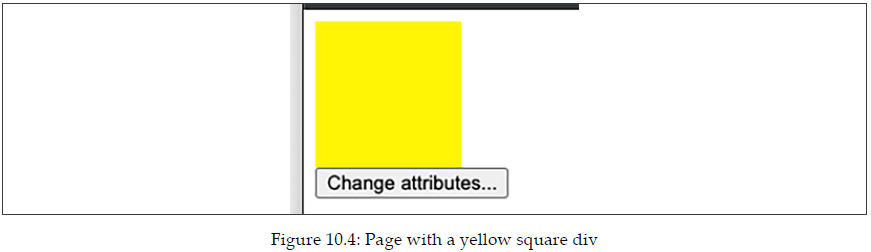 Change attributes...
Figure 10.4: Page with a yellow square div